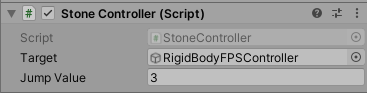 Stone Controller (Script)
Script StoneController
Target RigidBodyFPSController
Jump Value 3